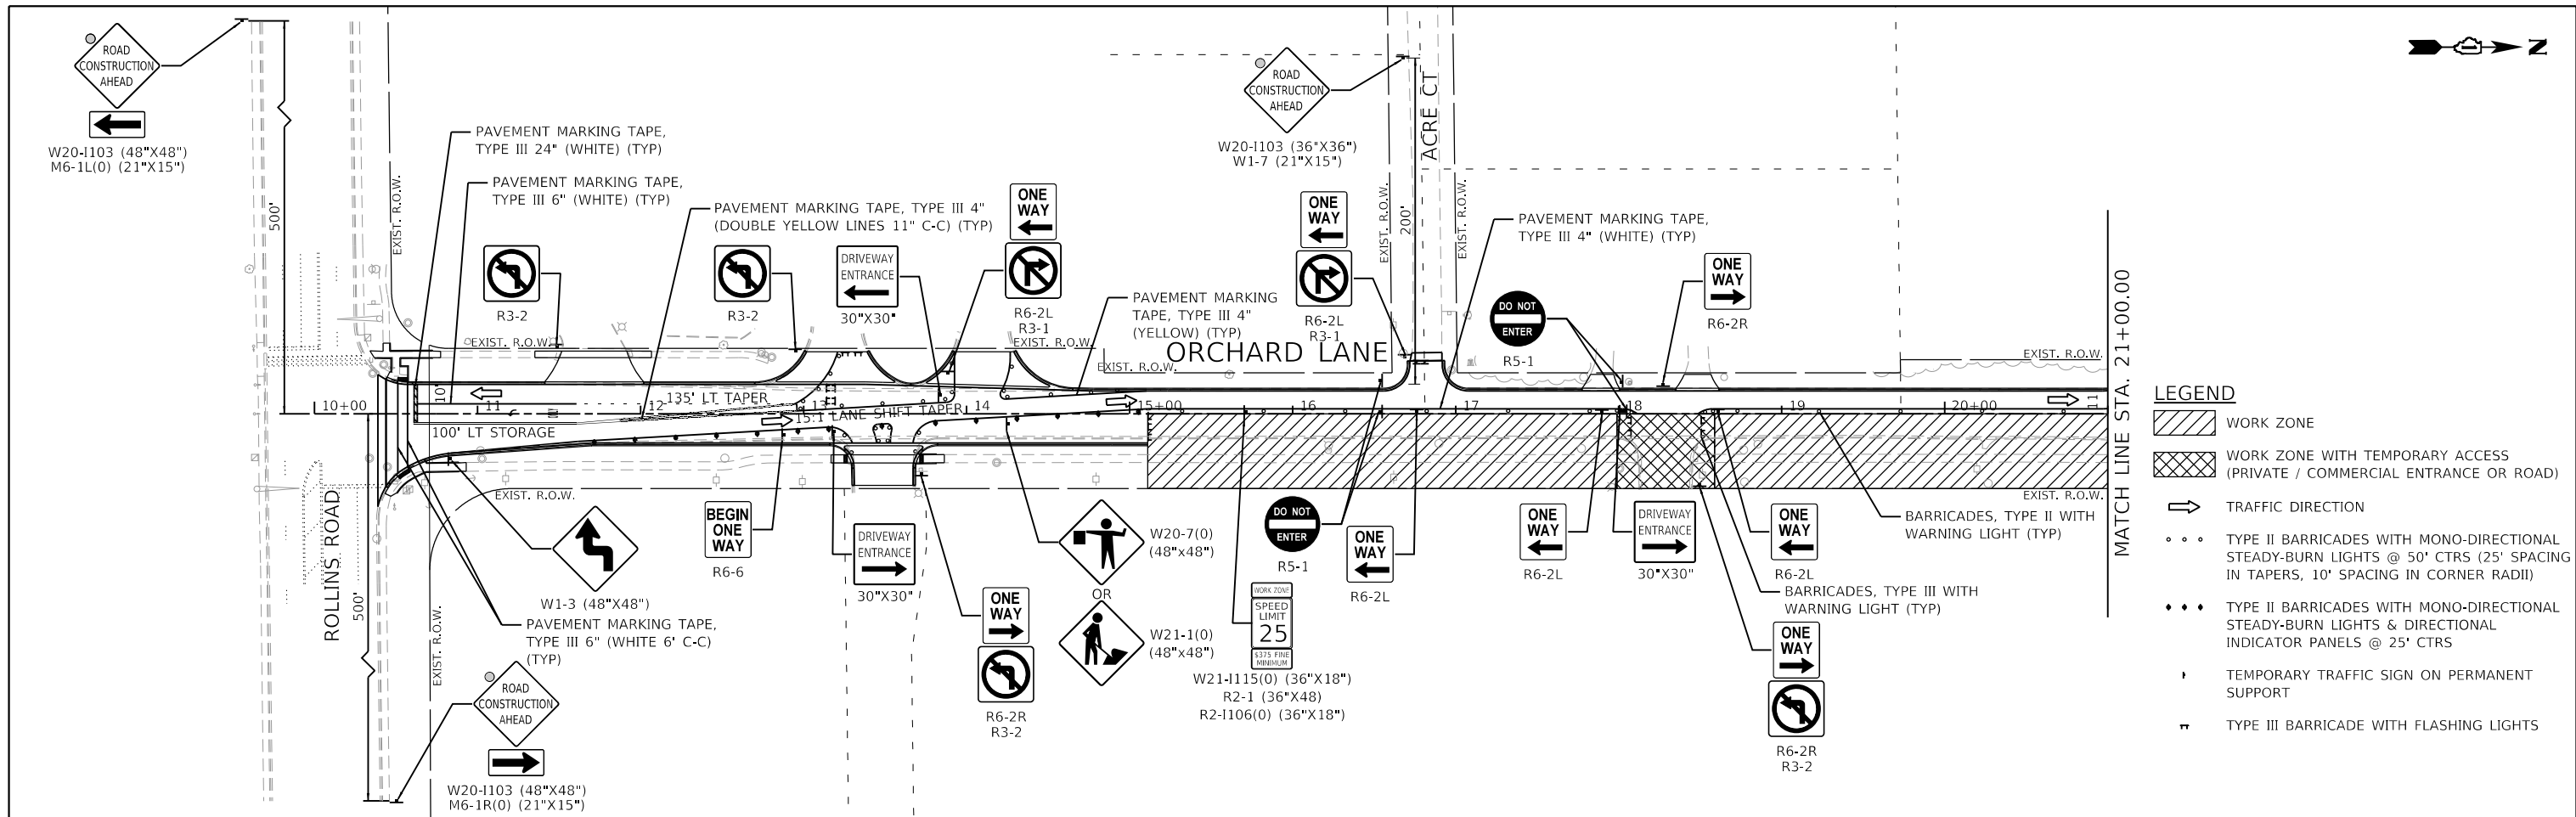 ROAD
CONSTRUCTION
AHEAD
W20-I103 (48"X48")
M6-1L(0) (21"X15")
500'
EXIST. R.O.W.
PAVEMENT MARKING TAPE,
TYPE III 24" (WHITE) (TYP)
PAVEMENT MARKING TAPE,
TYPE III 6" (WHITE) (TYP)
R3-2
PAVEMENT MARKING TAPE, TYPE III 4"
(DOUBLE YELLOW LINES 11" C-C) (TYP)
R3-2
DRIVEWAY
ENTRANCE
30"X30"
ONE
WAY
R6-2L
R3-1
PAVEMENT MARKING
TAPE, TYPE III 4"
(YELLOW) (TYP)
ROAD
CONSTRUCTION
AHEAD
W20-I103 (36"X36")
W1-7 (21"X15")
ONE
WAY
R6-2L
R3-1
EXIST. R.O.W.
200'
ACRE CT
EXIST. R.O.W.
PAVEMENT MARKING TAPE,
TYPE III 4" (WHITE) (TYP)
DO NOT
ENTER
R5-1
ONE
WAY
R6-2R
N
EXIST. R.O.W.
EXIST. R.O.W.
EXIST. R.O.W.
EXIST. R.O.W.
ORCHARD LANE
EXIST. R.O.W.
10'
135' LT TAPER
10+00
11
12
13
14
15+00
16
17
18
19
20+00
11'
15:1 LANE SHIFT TAPER
100' LT STORAGE
MATCH LINE STA. 21+00.00
EXIST. R.O.W.
EXIST. R.O.W.
ROLLINS ROAD
500'
EXIST. R.O.W.
W1-3 (48"X48")
PAVEMENT MARKING TAPE,
TYPE III 6" (WHITE 6' C-C)
(TYP)
ROAD
CONSTRUCTION
AHEAD
W20-I103 (48"X48")
M6-1R(0) (21"X15")
BEGIN
ONE
WAY
R6-6
DRIVEWAY
ENTRANCE
30"X30"
ONE
WAY
R6-2R
R3-2
W20-7(0)
(48"x48")
OR
W21-1(0)
(48"x48")
DO NOT
ENTER
R5-1
ONE
WAY
R6-2L
WORK ZONE
SPEED
LIMIT
25
$375 FINE
MINIMUM
W21-I115(0) (36"X18")
R2-1 (36"X48)
R2-I106(0) (36"X18")
ONE
WAY
R6-2L
DRIVEWAY
ENTRANCE
30"X30"
ONE
WAY
R6-2L
BARRICADES, TYPE II WITH
WARNING LIGHT (TYP)
BARRICADES, TYPE III WITH
WARNING LIGHT (TYP)
ONE
WAY
R6-2R
R3-2
LEGEND
WORK ZONE
WORK ZONE WITH TEMPORARY ACCESS
(PRIVATE / COMMERCIAL ENTRANCE OR ROAD)
TRAFFIC DIRECTION
TYPE II BARRICADES WITH MONO-DIRECTIONAL
STEADY-BURN LIGHTS @ 50' CTRS (25' SPACING
IN TAPERS, 10' SPACING IN CORNER RADII)
TYPE II BARRICADES WITH MONO-DIRECTIONAL
STEADY-BURN LIGHTS & DIRECTIONAL
INDICATOR PANELS @ 25' CTRS
TEMPORARY TRAFFIC SIGN ON PERMANENT
SUPPORT
TYPE III BARRICADE WITH FLASHING LIGHTS